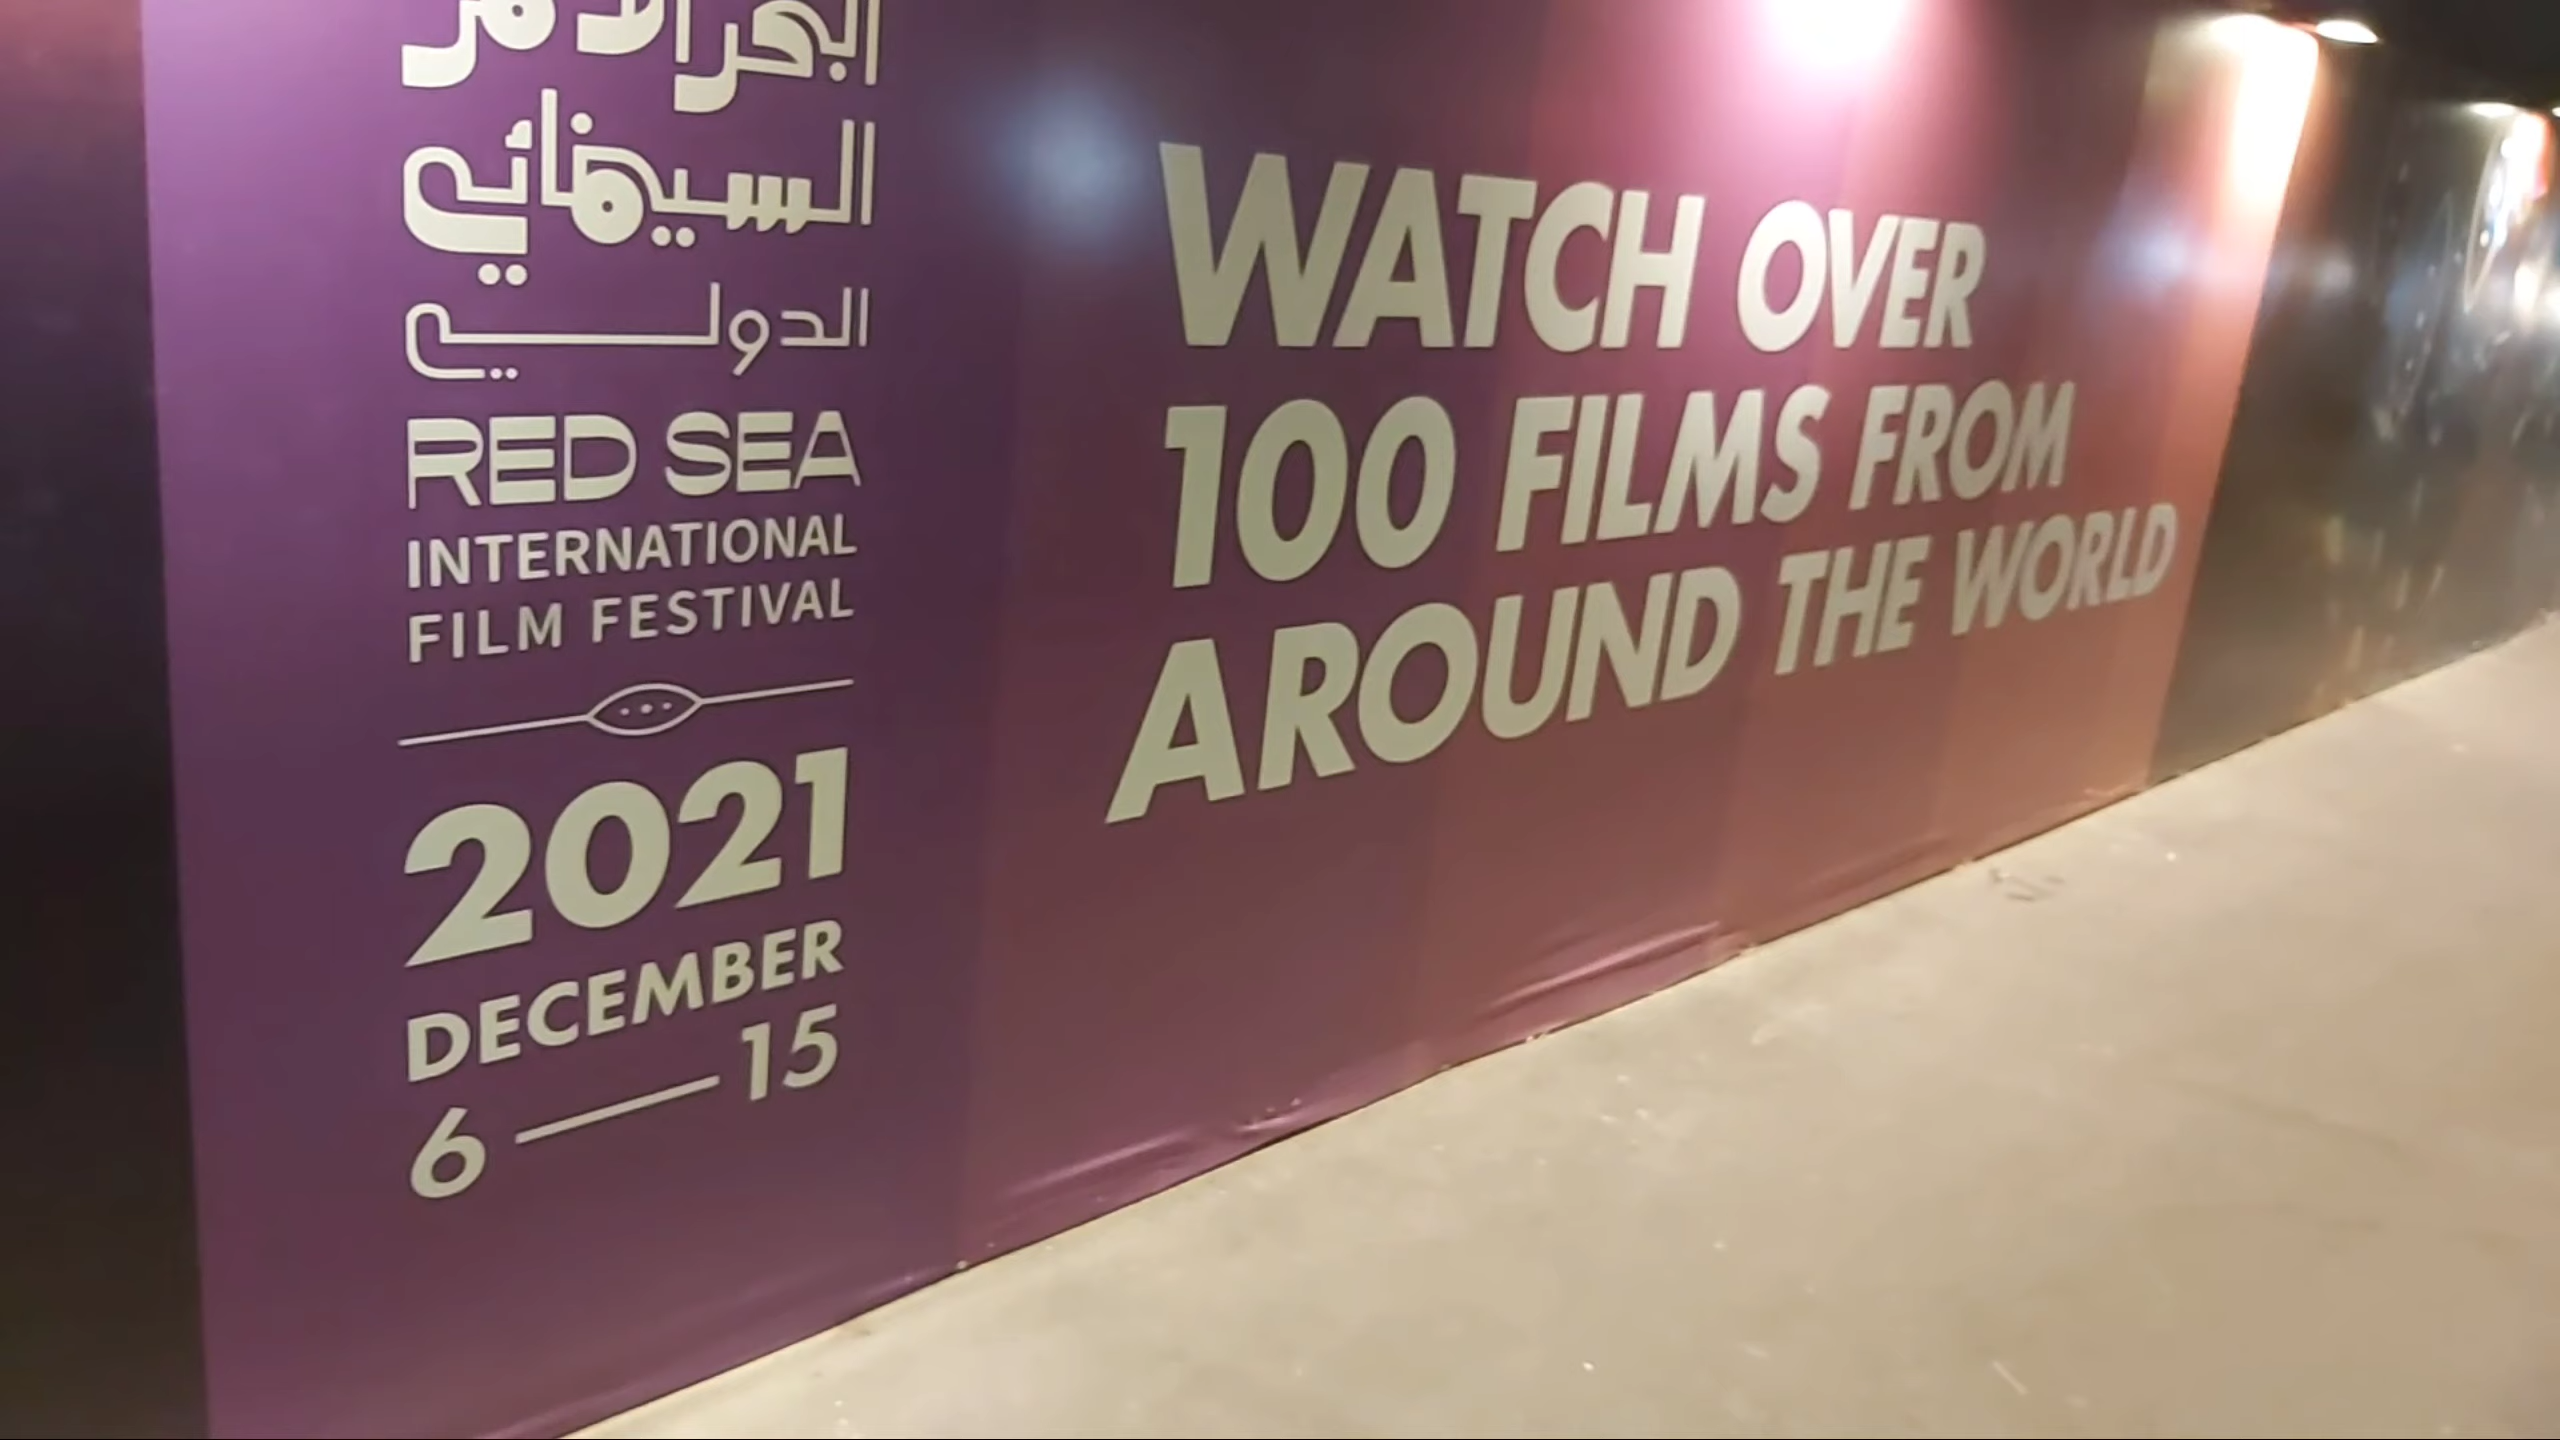 البحر الأحمر
السينمائي
الدولي
RED SEA
INTERNATIONAL
FILM FESTIVAL
2021
DECEMBER
6 — 15
WATCH OVER
100 FILMS FROM
AROUND THE WORLD